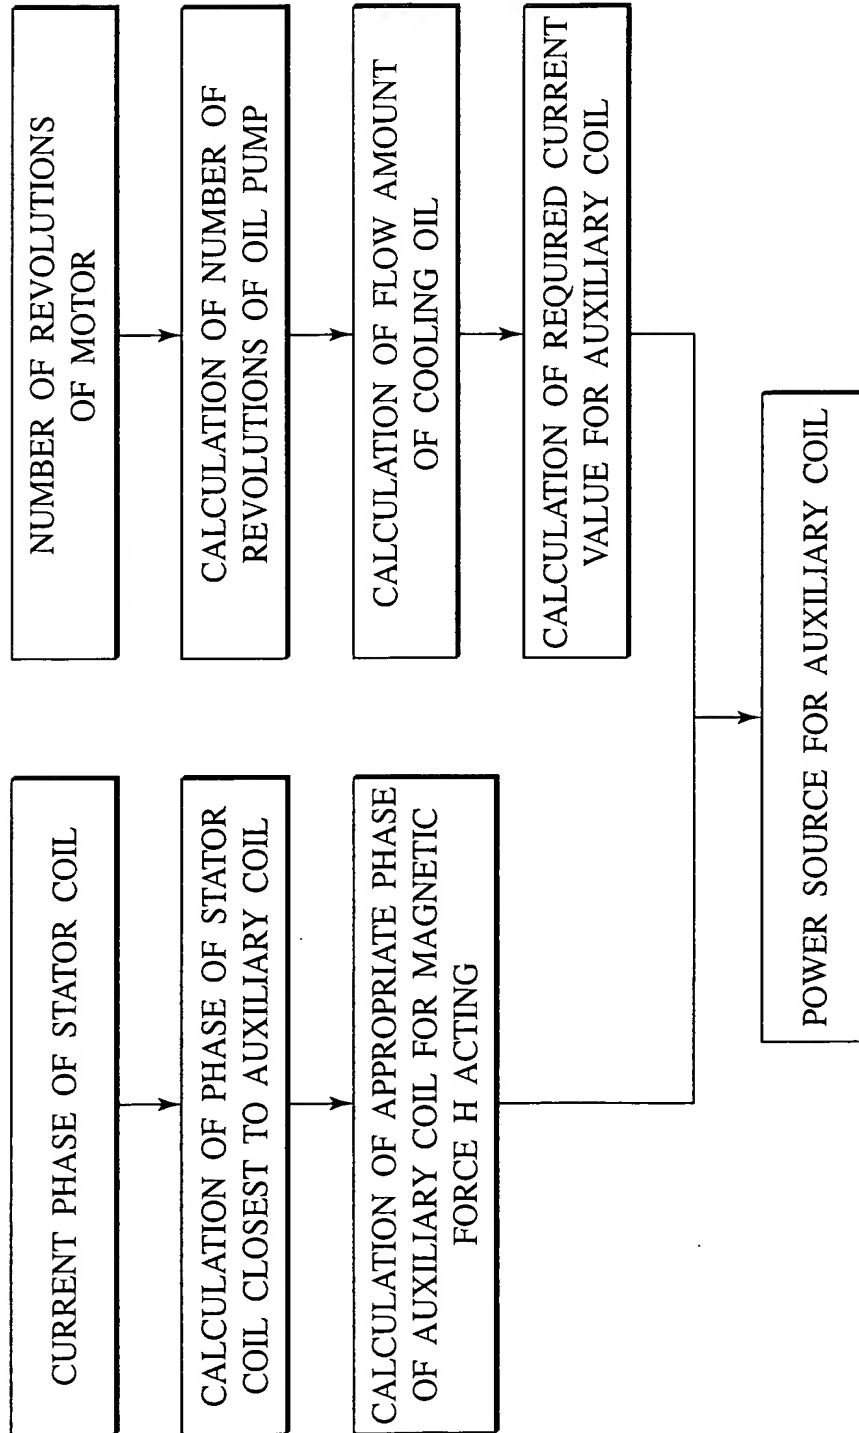 CURRENT PHASE OF STATOR COIL
CALCULATION OF PHASE OF STATOR
COIL CLOSEST TO AUXILIARY COIL
CALCULATION OF APPROPRIATE PHASE
OF AUXILIARY COIL FOR MAGNETIC
FORCE H ACTING
NUMBER OF REVOLUTIONS
OF MOTOR
CALCULATION OF NUMBER OF
REVOLUTIONS OF OIL PUMP
CALCULATION OF FLOW AMOUNT
OF COOLING OIL
CALCULATION OF REQUIRED CURRENT
VALUE FOR AUXILIARY COIL
POWER SOURCE FOR AUXILIARY COIL